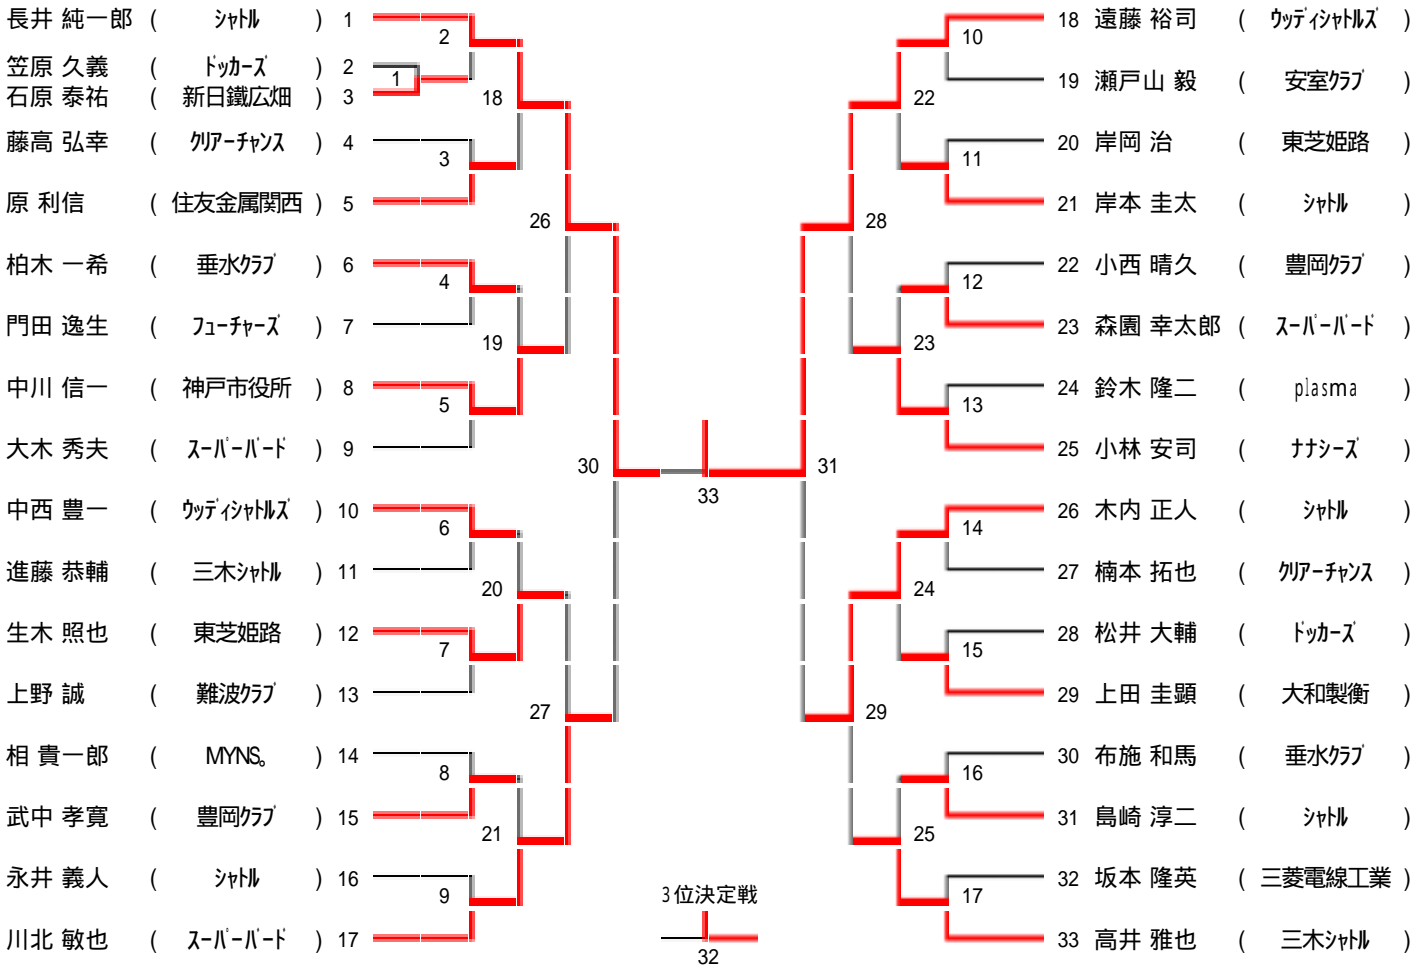 長井 純一郎 ( シャトル ) 1
笠原 久義 ( ドッカーズ ) 2
石原 泰祐 ( 新日鐵広畑 ) 3
藤高 弘幸 ( クリアーチャンス ) 4
原 利信 ( 住友金属関西 ) 5
柏木 一希 ( 垂水クラブ ) 6
門田 逸生 ( フューチャーズ ) 7
中川 信一 ( 神戸市役所 ) 8
大木 秀夫 ( スーパーバード ) 9
中西 豊一 ( ウッディシャトルズ ) 10
進藤 恭輔 ( 三木シャトル ) 11
生木 照也 ( 東芝姫路 ) 12
上野 誠 ( 難波クラブ ) 13
相 貴一郎 ( MYNS。 ) 14
武中 孝寛 ( 豊岡クラブ ) 15
永井 義人 ( シャトル ) 16
川北 敏也 ( スーパーバード ) 17
1
2
3
4
5
6
7
8
9
18
19
20
21
26
27
30
33
3位決定戦
32
31
28
29
22
23
24
25
10
11
12
13
14
15
16
17
18 遠藤 裕司 ( ウッディシャトルズ )
19 瀬戸山 毅 ( 安室クラブ )
20 岸岡 治 ( 東芝姫路 )
21 岸本 圭太 ( シャトル )
22 小西 晴久 ( 豊岡クラブ )
23 森園 幸太郎 ( スーパーバード )
24 鈴木 隆二 ( plasma )
25 小林 安司 ( ナナシーズ )
26 木内 正人 ( シャトル )
27 楠本 拓也 ( クリアーチャンス )
28 松井 大輔 ( ドッカーズ )
29 上田 圭顕 ( 大和製衡 )
30 布施 和馬 ( 垂水クラブ )
31 島崎 淳二 ( シャトル )
32 坂本 隆英 ( 三菱電線工業 )
33 高井 雅也 ( 三木シャトル )